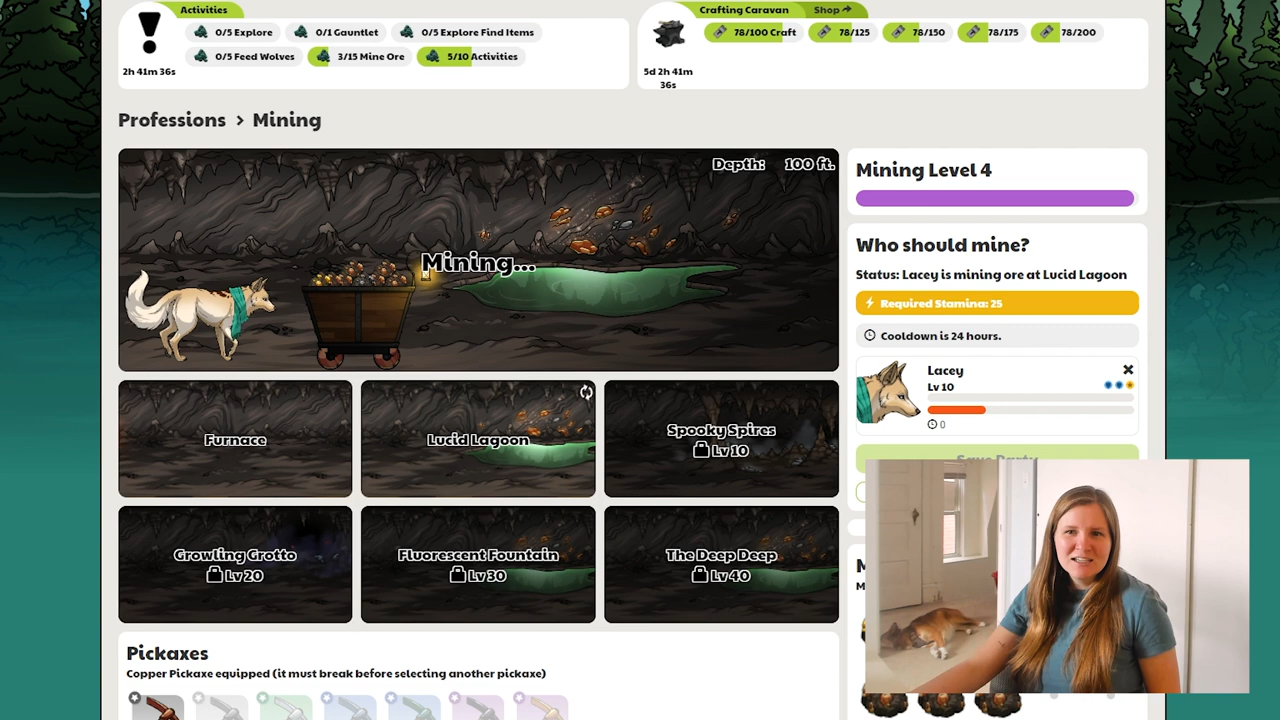 Activities
0/5 Explore
0/1 Gauntlet
0/5 Explore Find Items
0/5 Feed Wolves
3/15 Mine Ore
5/10 Activities
2h 41m 36s
Crafting Caravan
Shop
78/100 Craft
78/125
78/150
78/175
78/200
5d 2h 41m
36s
Professions > Mining
Depth: 100 ft.
Mining...
Furnace
Lucid Lagoon
Spooky Spires
Lv 10
Growling Grotto
Lv 20
Fluorescent Fountain
Lv 30
The Deep Deep
Lv 40
Pickaxes
Copper Pickaxe equipped (it must break before selecting another pickaxe)
Mining Level 4
Who should mine?
Status: Lacey is mining ore at Lucid Lagoon
Required Stamina: 25
Cooldown is 24 hours.
Lacey
Lv 10
0
Save Party